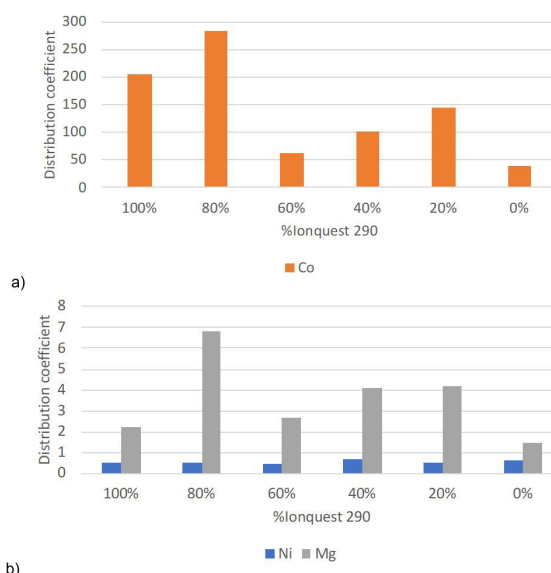 300
250
200
150
100
50
0
Distribution coefficient
100% 80% 60% 40% 20% 0%
%Ionquest 290
Co
a)
8
7
6
5
4
3
2
1
0
Distribution coefficient
100% 80% 60% 40% 20% 0%
%Ionquest 290
Ni Mg
b)